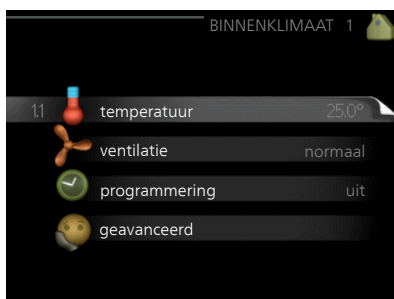 BINNENKLIMAAT 1
1.1 temperatuur 25.0°
ventilatie normaal
programmering uit
geavanceerd